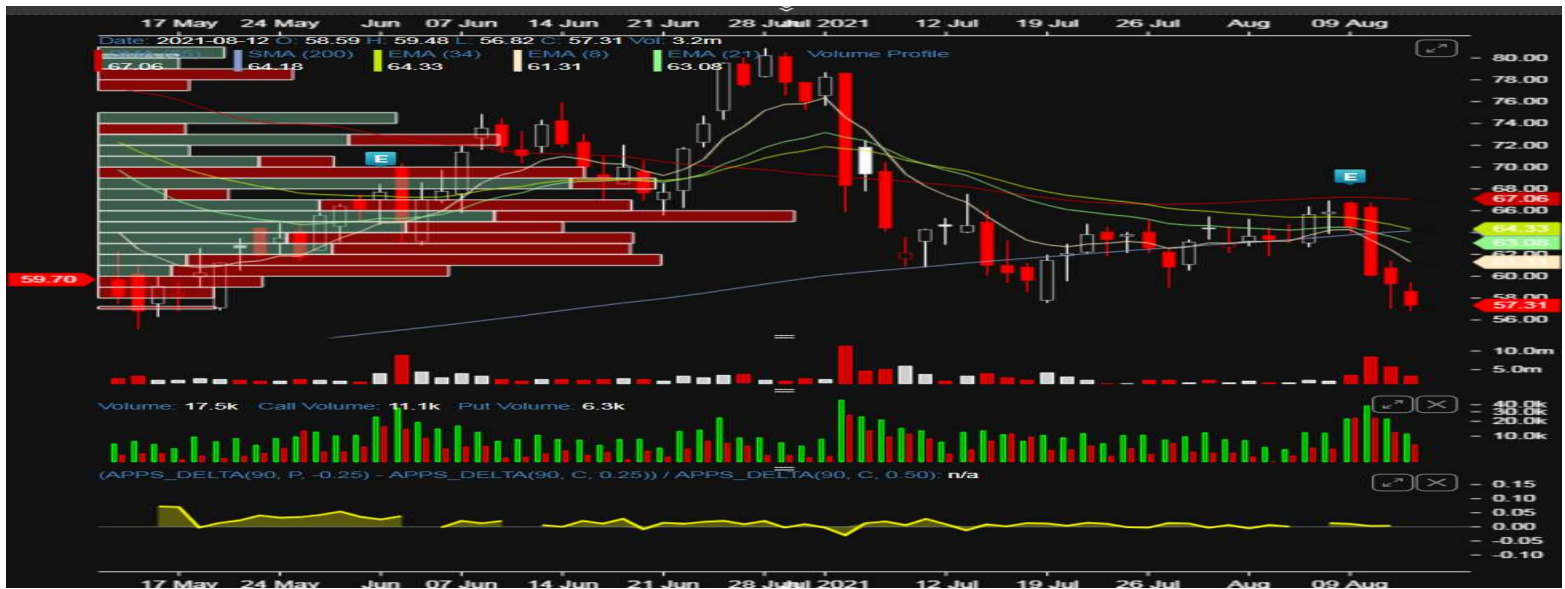 17 May 24 May Jun 07 Jun 14 Jun 21 Jun 28 Jun Jul 2021 12 Jul 19 Jul 26 Jul Aug 09 Aug
Date: 2021-08-12 O: 58.59 H: 59.48 L: 56.82 C: 57.31 Vol: 3.2m
SMA (200) EMA (34) EMA (8) EMA (21) Volume Profile
67.06 64.18 64.33 61.31 63.08
80.00
78.00
76.00
74.00
72.00
E
70.00
E
68.00
67.06
66.00
64.33
63.08
62.00
60.00
59.70
58.00
57.31
56.00
10.0m
5.0m
Volume: 17.5k Call Volume: 11.1k Put Volume: 6.3k
40.0k
30.0k
20.0k
10.0k
(APPS_DELTA(90, P, -0.25) - APPS_DELTA(90, C, 0.25)) / APPS_DELTA(90, C, 0.50): n/a
0.15
0.10
0.05
0.00
-0.05
-0.10
17 May 24 May Jun 07 Jun 14 Jun 21 Jun 28 Jun Jul 2021 12 Jul 19 Jul 26 Jul Aug 09 Aug